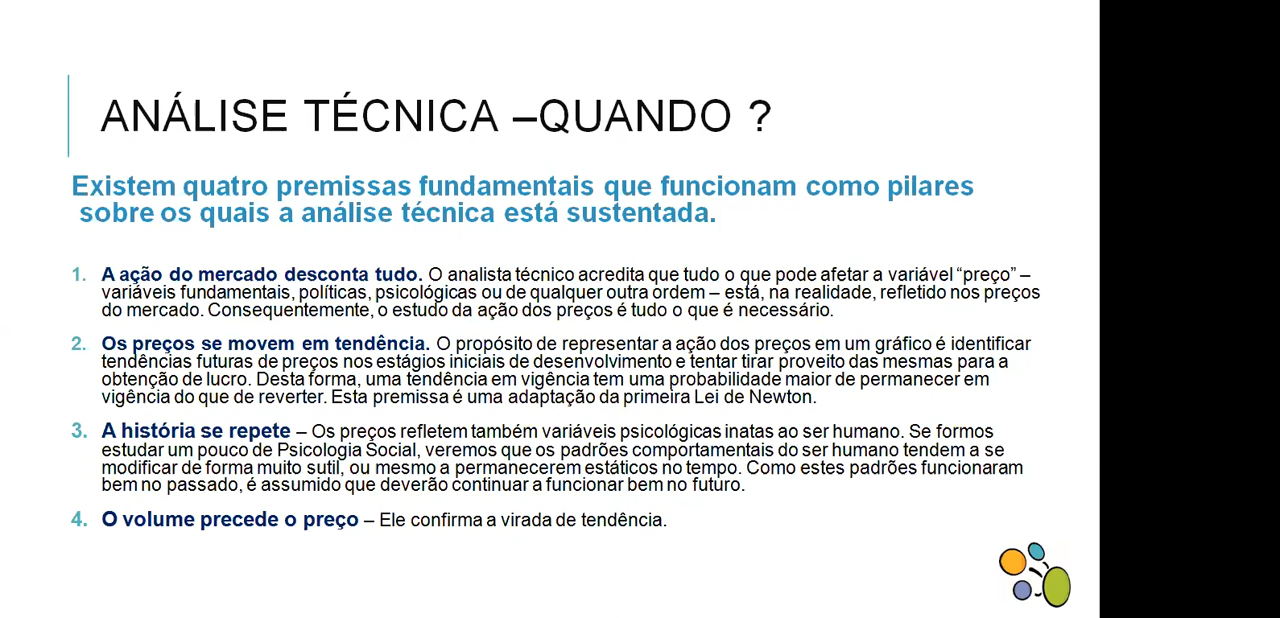 ANÁLISE TÉCNICA –QUANDO ?
Existem quatro premissas fundamentais que funcionam como pilares
sobre os quais a análise técnica está sustentada.
1. A ação do mercado desconta tudo. O analista técnico acredita que tudo o que pode afetar a variável “preço” –
variáveis fundamentais, políticas, psicológicas ou de qualquer outra ordem – está, na realidade, refletido nos preços
do mercado. Consequentemente, o estudo da ação dos preços é tudo o que é necessário.
2. Os preços se movem em tendência. O propósito de representar a ação dos preços em um gráfico é identificar
tendências futuras de preços nos estágios iniciais de desenvolvimento e tentar tirar proveito das mesmas para a
obtenção de lucro. Desta forma, uma tendência em vigência tem uma probabilidade maior de permanecer em
vigência do que de reverter. Esta premissa é uma adaptação da primeira Lei de Newton.
3. A história se repete – Os preços refletem também variáveis psicológicas inatas ao ser humano. Se formos
estudar um pouco de Psicologia Social, veremos que os padrões comportamentais do ser humano tendem a se
modificar de forma muito sutil, ou mesmo a permanecerem estáticos no tempo. Como estes padrões funcionaram
bem no passado, é assumido que deverão continuar a funcionar bem no futuro.
4. O volume precede o preço – Ele confirma a virada de tendência.